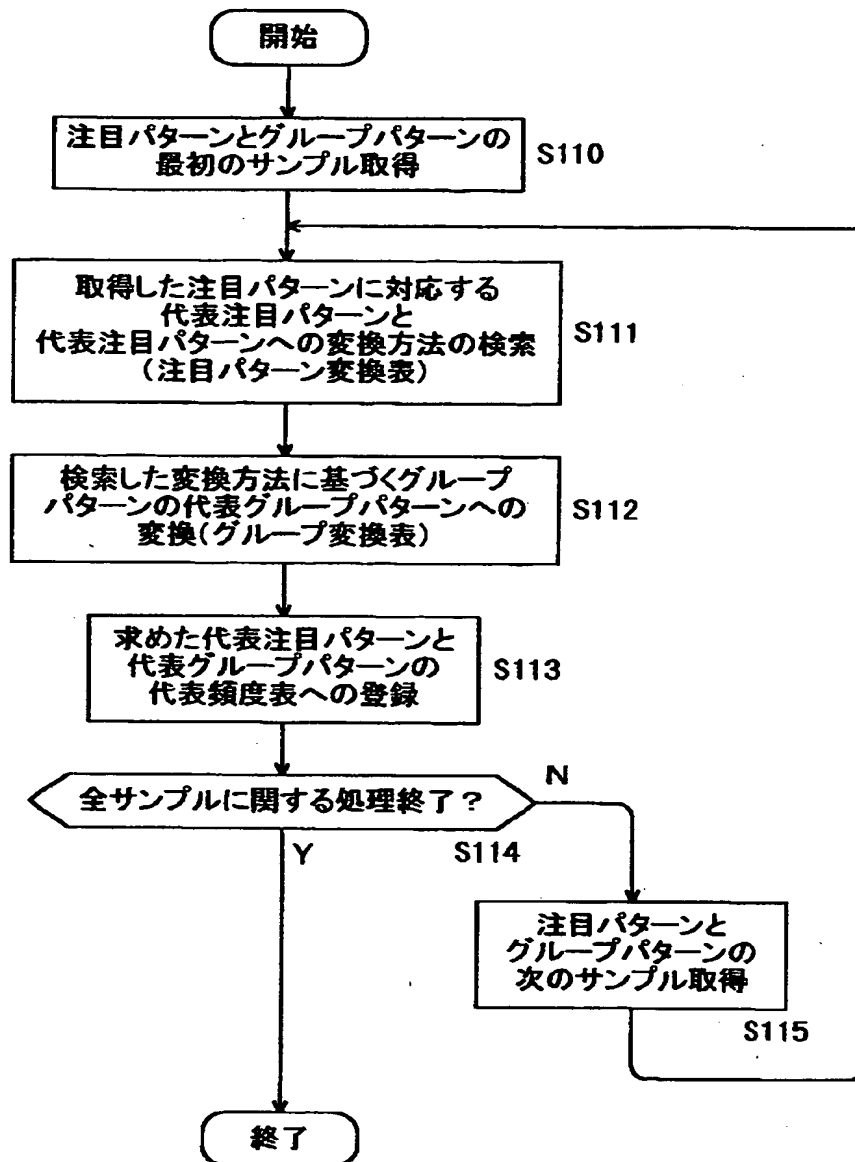 開始
注目パターンとグループパターンの
最初のサンプル取得
S110
取得した注目パターンに対応する
代表注目パターンと
代表注目パターンへの変換方法の検索
(注目パターン変換表)
S111
検索した変換方法に基づくグループ
パターンの代表グループパターンへの
変換(グループ変換表)
S112
求めた代表注目パターンと
代表グループパターンの
代表頻度表への登録
S113
全サンプルに関する処理終了?
N
Y
S114
注目パターンと
グループパターンの
次のサンプル取得
S115
終了